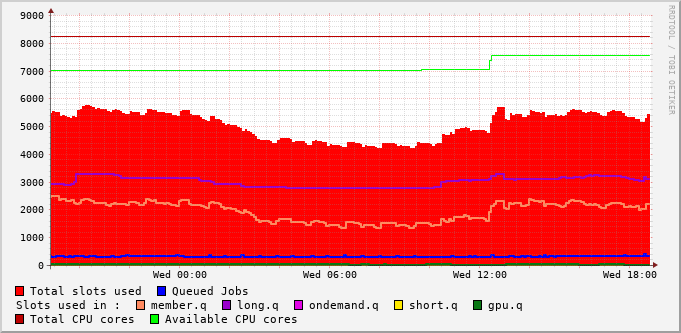 9000
8000
7000
6000
5000
4000
3000
2000
1000
0
Wed 00:00 Wed 06:00 Wed 12:00 Wed 18:00
RRDTOOL / TOBI OETIKER
Total slots used Queued Jobs
Slots used in : member.q long.q ondemand.q short.q gpu.q
Total CPU cores Available CPU cores